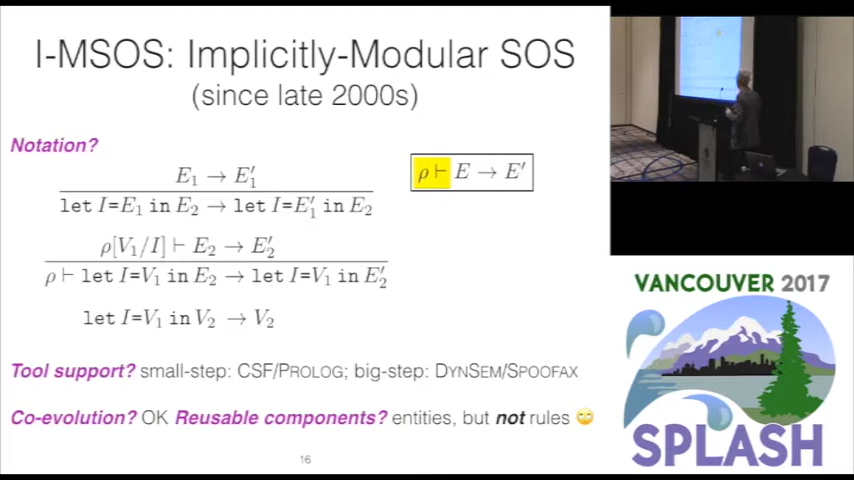 I-MSOS: Implicitly-Modular SOS
(since late 2000s)
Notation?
E₁ → E₁′
let I=E₁ in E₂ → let I=E₁′ in E₂
ρ ⊢ E → E′
ρ[V₁/I] ⊢ E₂ → E₂′
ρ ⊢ let I=V₁ in E₂ → let I=V₁ in E₂′
let I=V₁ in V₂ → V₂
Tool support? small-step: CSF/PROLOG; big-step: DYNSEM/SPOOFAX
Co-evolution? OK Reusable components? entities, but not rules 🙄
16
VANCOUVER 2017
SPLASH